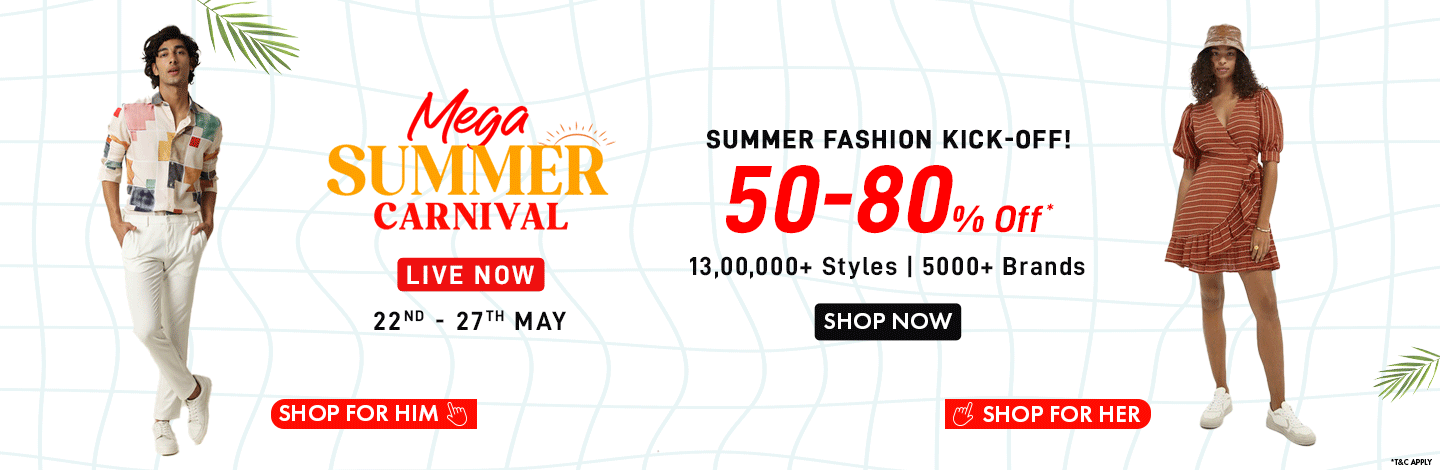 Mega
SUMMER
CARNIVAL
LIVE NOW
22ND - 27TH MAY
SUMMER FASHION KICK-OFF!
50-80% Off*
13,00,000+ Styles | 5000+ Brands
SHOP NOW
SHOP FOR HIM
SHOP FOR HER
*T&C APPLY